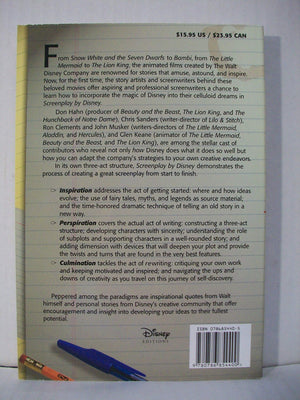 $15.95 US / $23.95 CAN
From Snow White and the Seven Dwarfs to Bambi, from The Little
Mermaid to The Lion King, the animated films created by The Walt
Disney Company are renowned for stories that amuse, astound, and inspire.
Now, for the first time, the story artists and screenwriters behind these
beloved movies offer aspiring and professional screenwriters a chance to
learn how to incorporate the magic of Disney into their celluloid dreams in
Screenplay by Disney.
Don Hahn (producer of Beauty and the Beast, The Lion King, and The
Hunchback of Notre Dame), Chris Sanders (writer-director of Lilo & Stitch),
Ron Clements and John Musker (writers-directors of The Little Mermaid,
Aladdin, and Hercules), and Glen Keane (animator of The Little Mermaid,
Beauty and the Beast, and The Lion King), are among the stellar cast of
contributors who reveal not only how Disney does what it does so well but
how you can adapt the company's strategies to your own creative endeavors.
In its own three-act structure, Screenplay by Disney demonstrates the
process of creating a great screenplay from start to finish.
Inspiration addresses the act of getting started: where and how ideas
evolve; the use of fairy tales, myths, and legends as source material;
and the time-honored dramatic technique of telling an old story in a
new way.
Perspiration covers the actual act of writing: constructing a three-act
structure; developing characters with sincerity; understanding the role
of subplots and supporting characters in a well-rounded story; and
adding dimension with devices that will deepen your plot and provide
the twists and turns that are found in the very best features.
Culmination tackles the act of rewriting: critiquing your own work
and keeping motivated and inspired; and navigating the ups and
downs of creativity as you travel on this journey of self-discovery.
Peppered among the paradigms are inspirational quotes from Walt
himself and personal stories from Disney's creative community that offer
encouragement and insight into developing your ideas to their fullest
potential.
Disney
EDITIONS
ISBN 0786854405
9 780786 854400